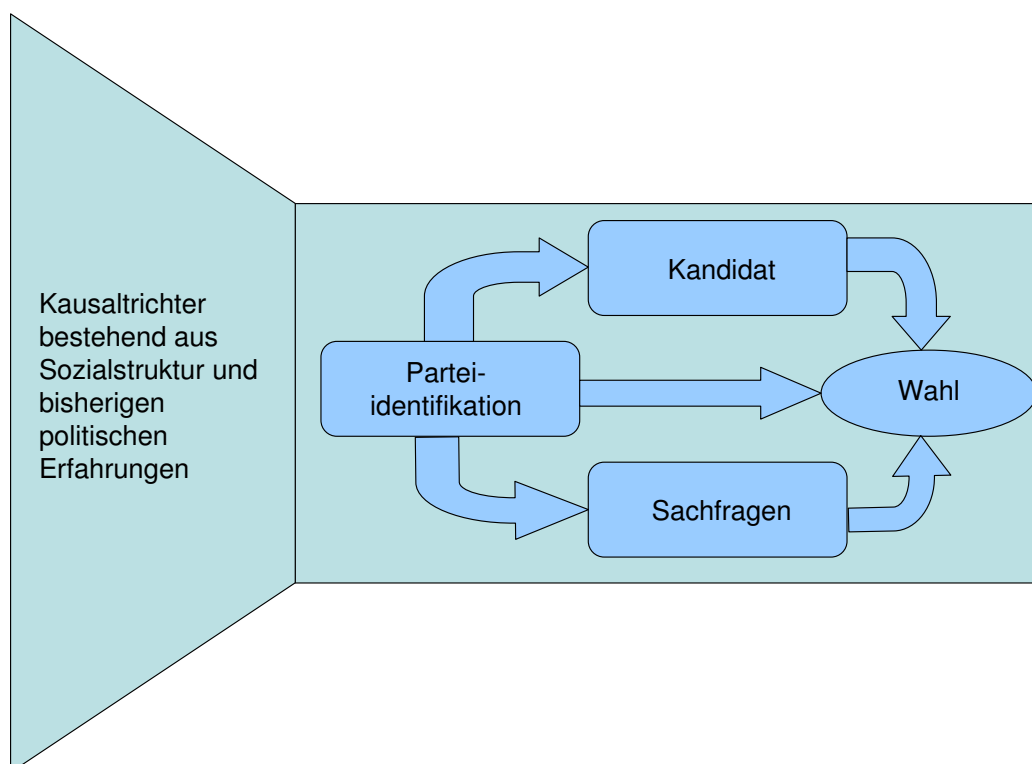 Kausaltrichter
bestehend aus
Sozialstruktur und
bisherigen
politischen
Erfahrungen
Partei-
identifikation
Kandidat
Sachfragen
Wahl